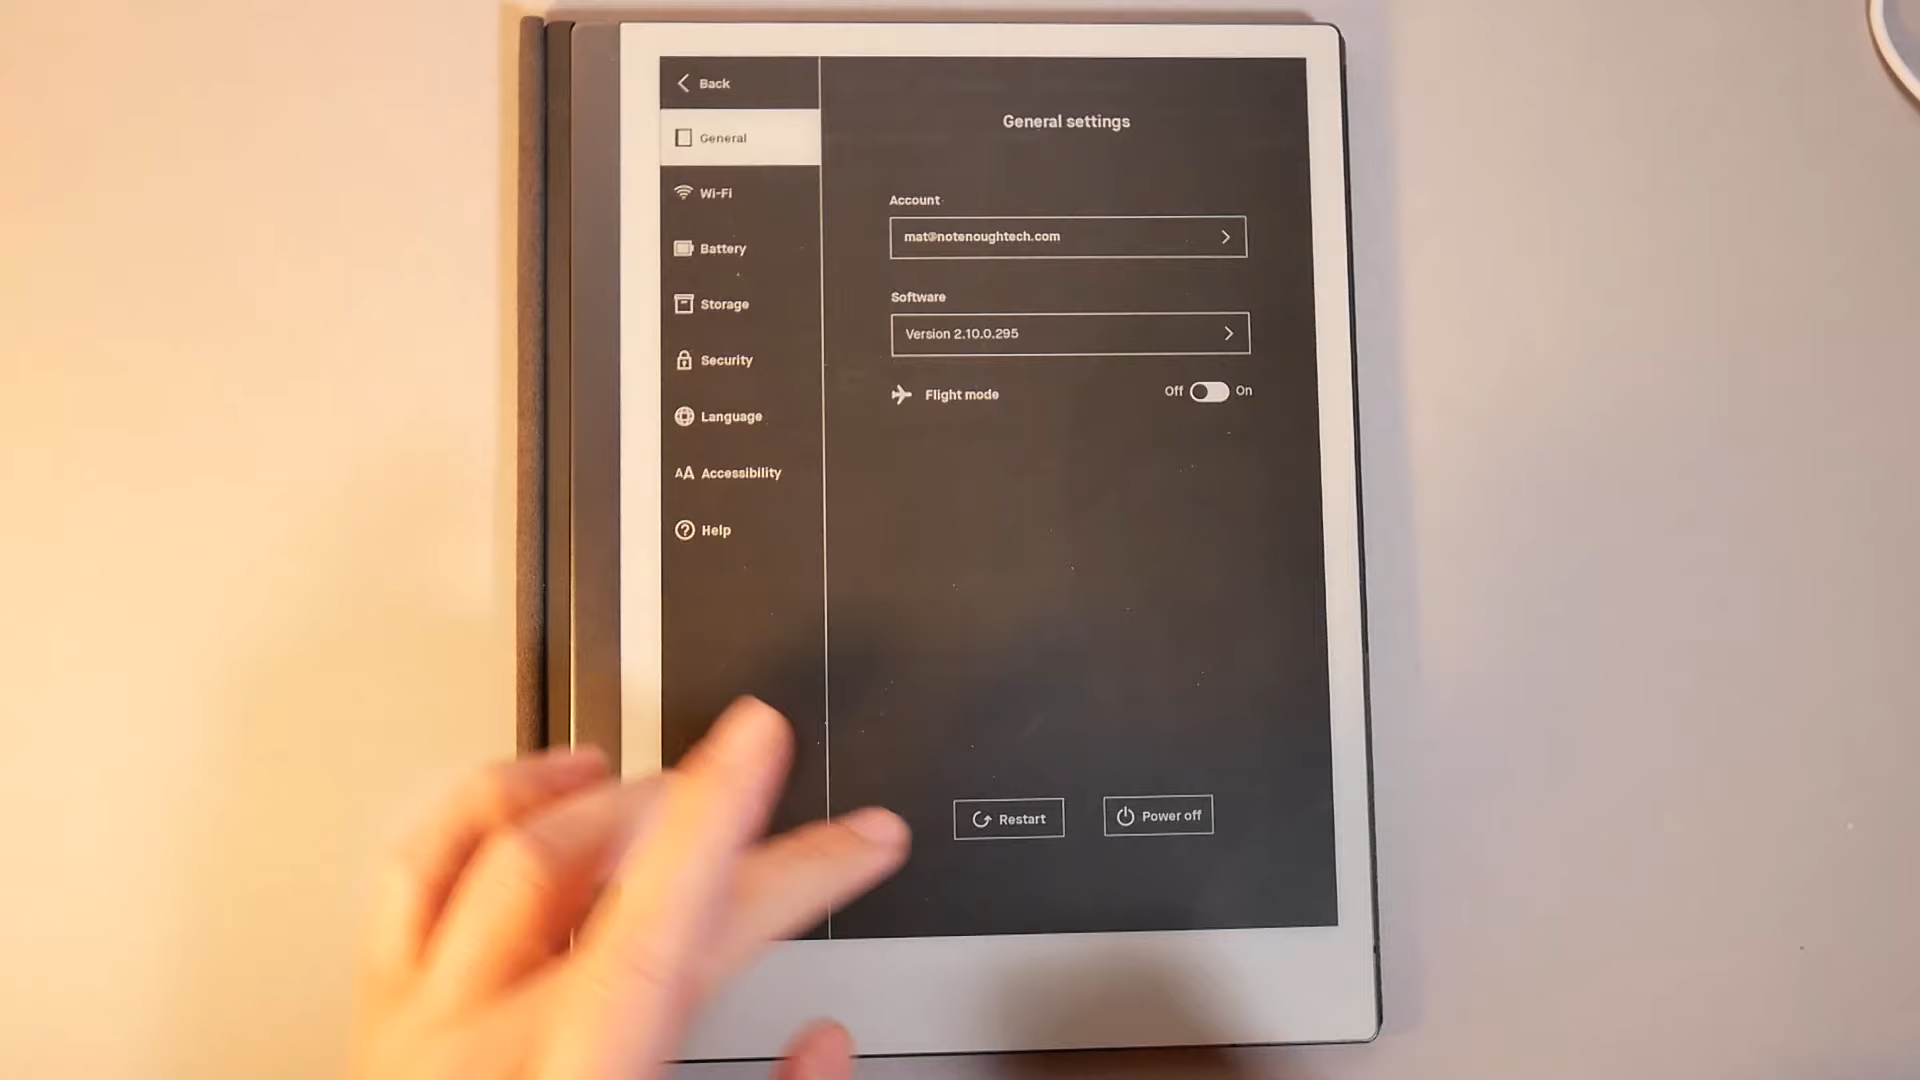 Back
General
Wi-Fi
Battery
Storage
Security
Language
AA Accessibility
Help
General settings
Account
mat@notenoughtech.com
Software
Version 2.10.0.295
Flight mode
Off On
Restart
Power off